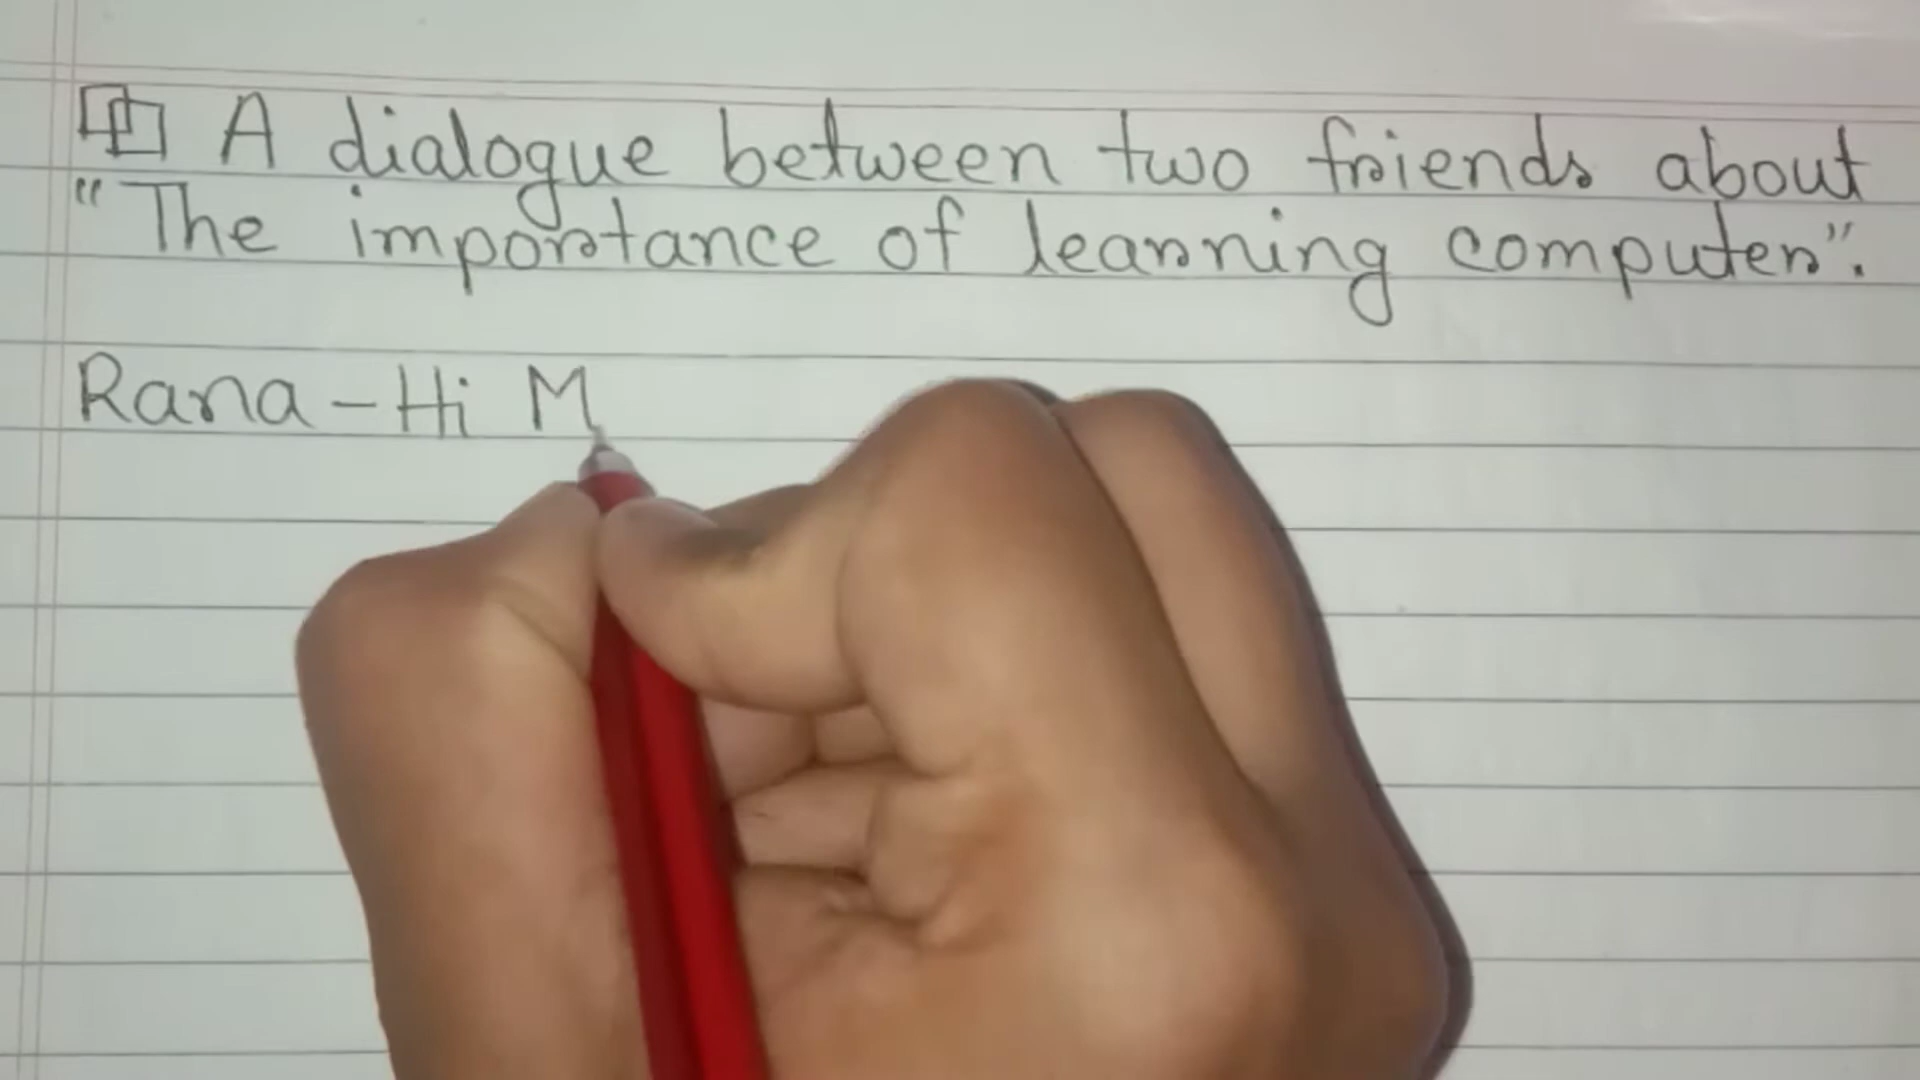 A dialogue between two friends about
“The importance of learning computer”.
Rana – Hi M